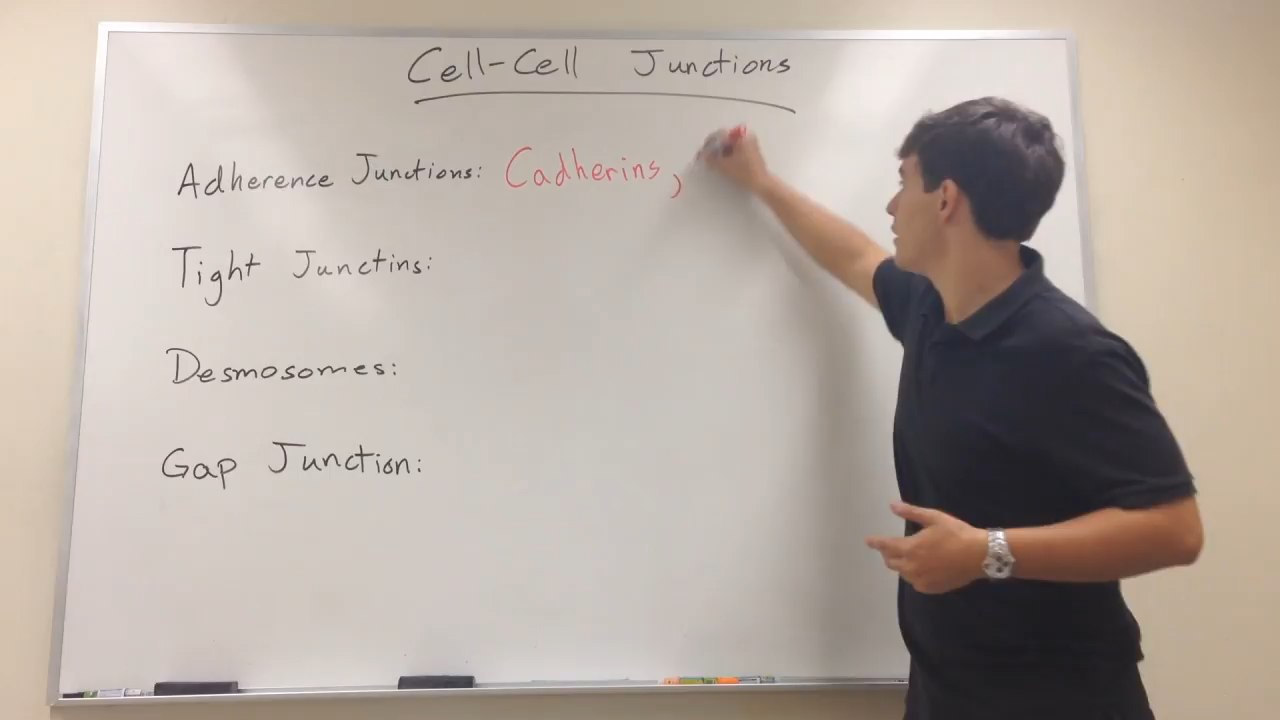 Cell-Cell Junctions
Adherence Junctions: Cadherins,
Tight Junctins:
Desmosomes:
Gap Junction: